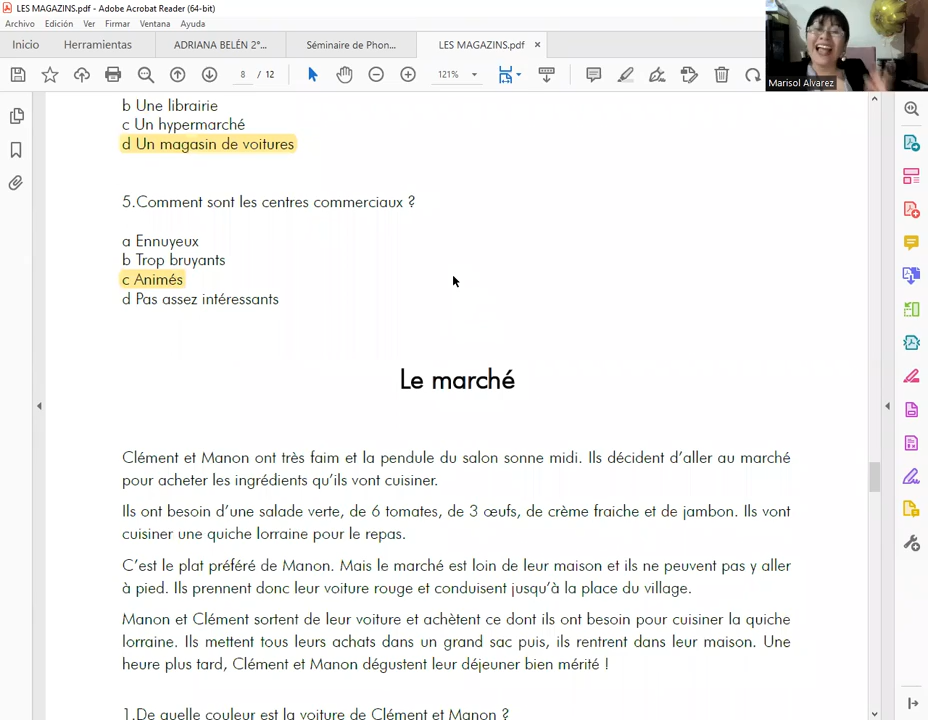 LES MAGAZINS.pdf - Adobe Acrobat Reader (64-bit)
Archivo Edición Ver Firmar Ventana Ayuda
Inicio Herramientas ADRIANA BELÉN 2°... Séminaire de Phon... LES MAGAZINS.pdf ×
8 / 12 121%
Marisol Alvarez
b Une librairie
c Un hypermarché
d Un magasin de voitures
5.Comment sont les centres commerciaux ?
a Ennuyeux
b Trop bruyants
c Animés
d Pas assez intéressants
Le marché
Clément et Manon ont très faim et la pendule du salon sonne midi. Ils décident d'aller au marché
pour acheter les ingrédients qu'ils vont cuisiner.
Ils ont besoin d'une salade verte, de 6 tomates, de 3 œufs, de crème fraiche et de jambon. Ils vont
cuisiner une quiche lorraine pour le repas.
C'est le plat préféré de Manon. Mais le marché est loin de leur maison et ils ne peuvent pas y aller
à pied. Ils prennent donc leur voiture rouge et conduisent jusqu'à la place du village.
Manon et Clément sortent de leur voiture et achètent ce dont ils ont besoin pour cuisiner la quiche
lorraine. Ils mettent tous leurs achats dans un grand sac puis, ils rentrent dans leur maison. Une
heure plus tard, Clément et Manon dégustent leur déjeuner bien mérité !
1.De quelle couleur est la voiture de Clément et Manon ?